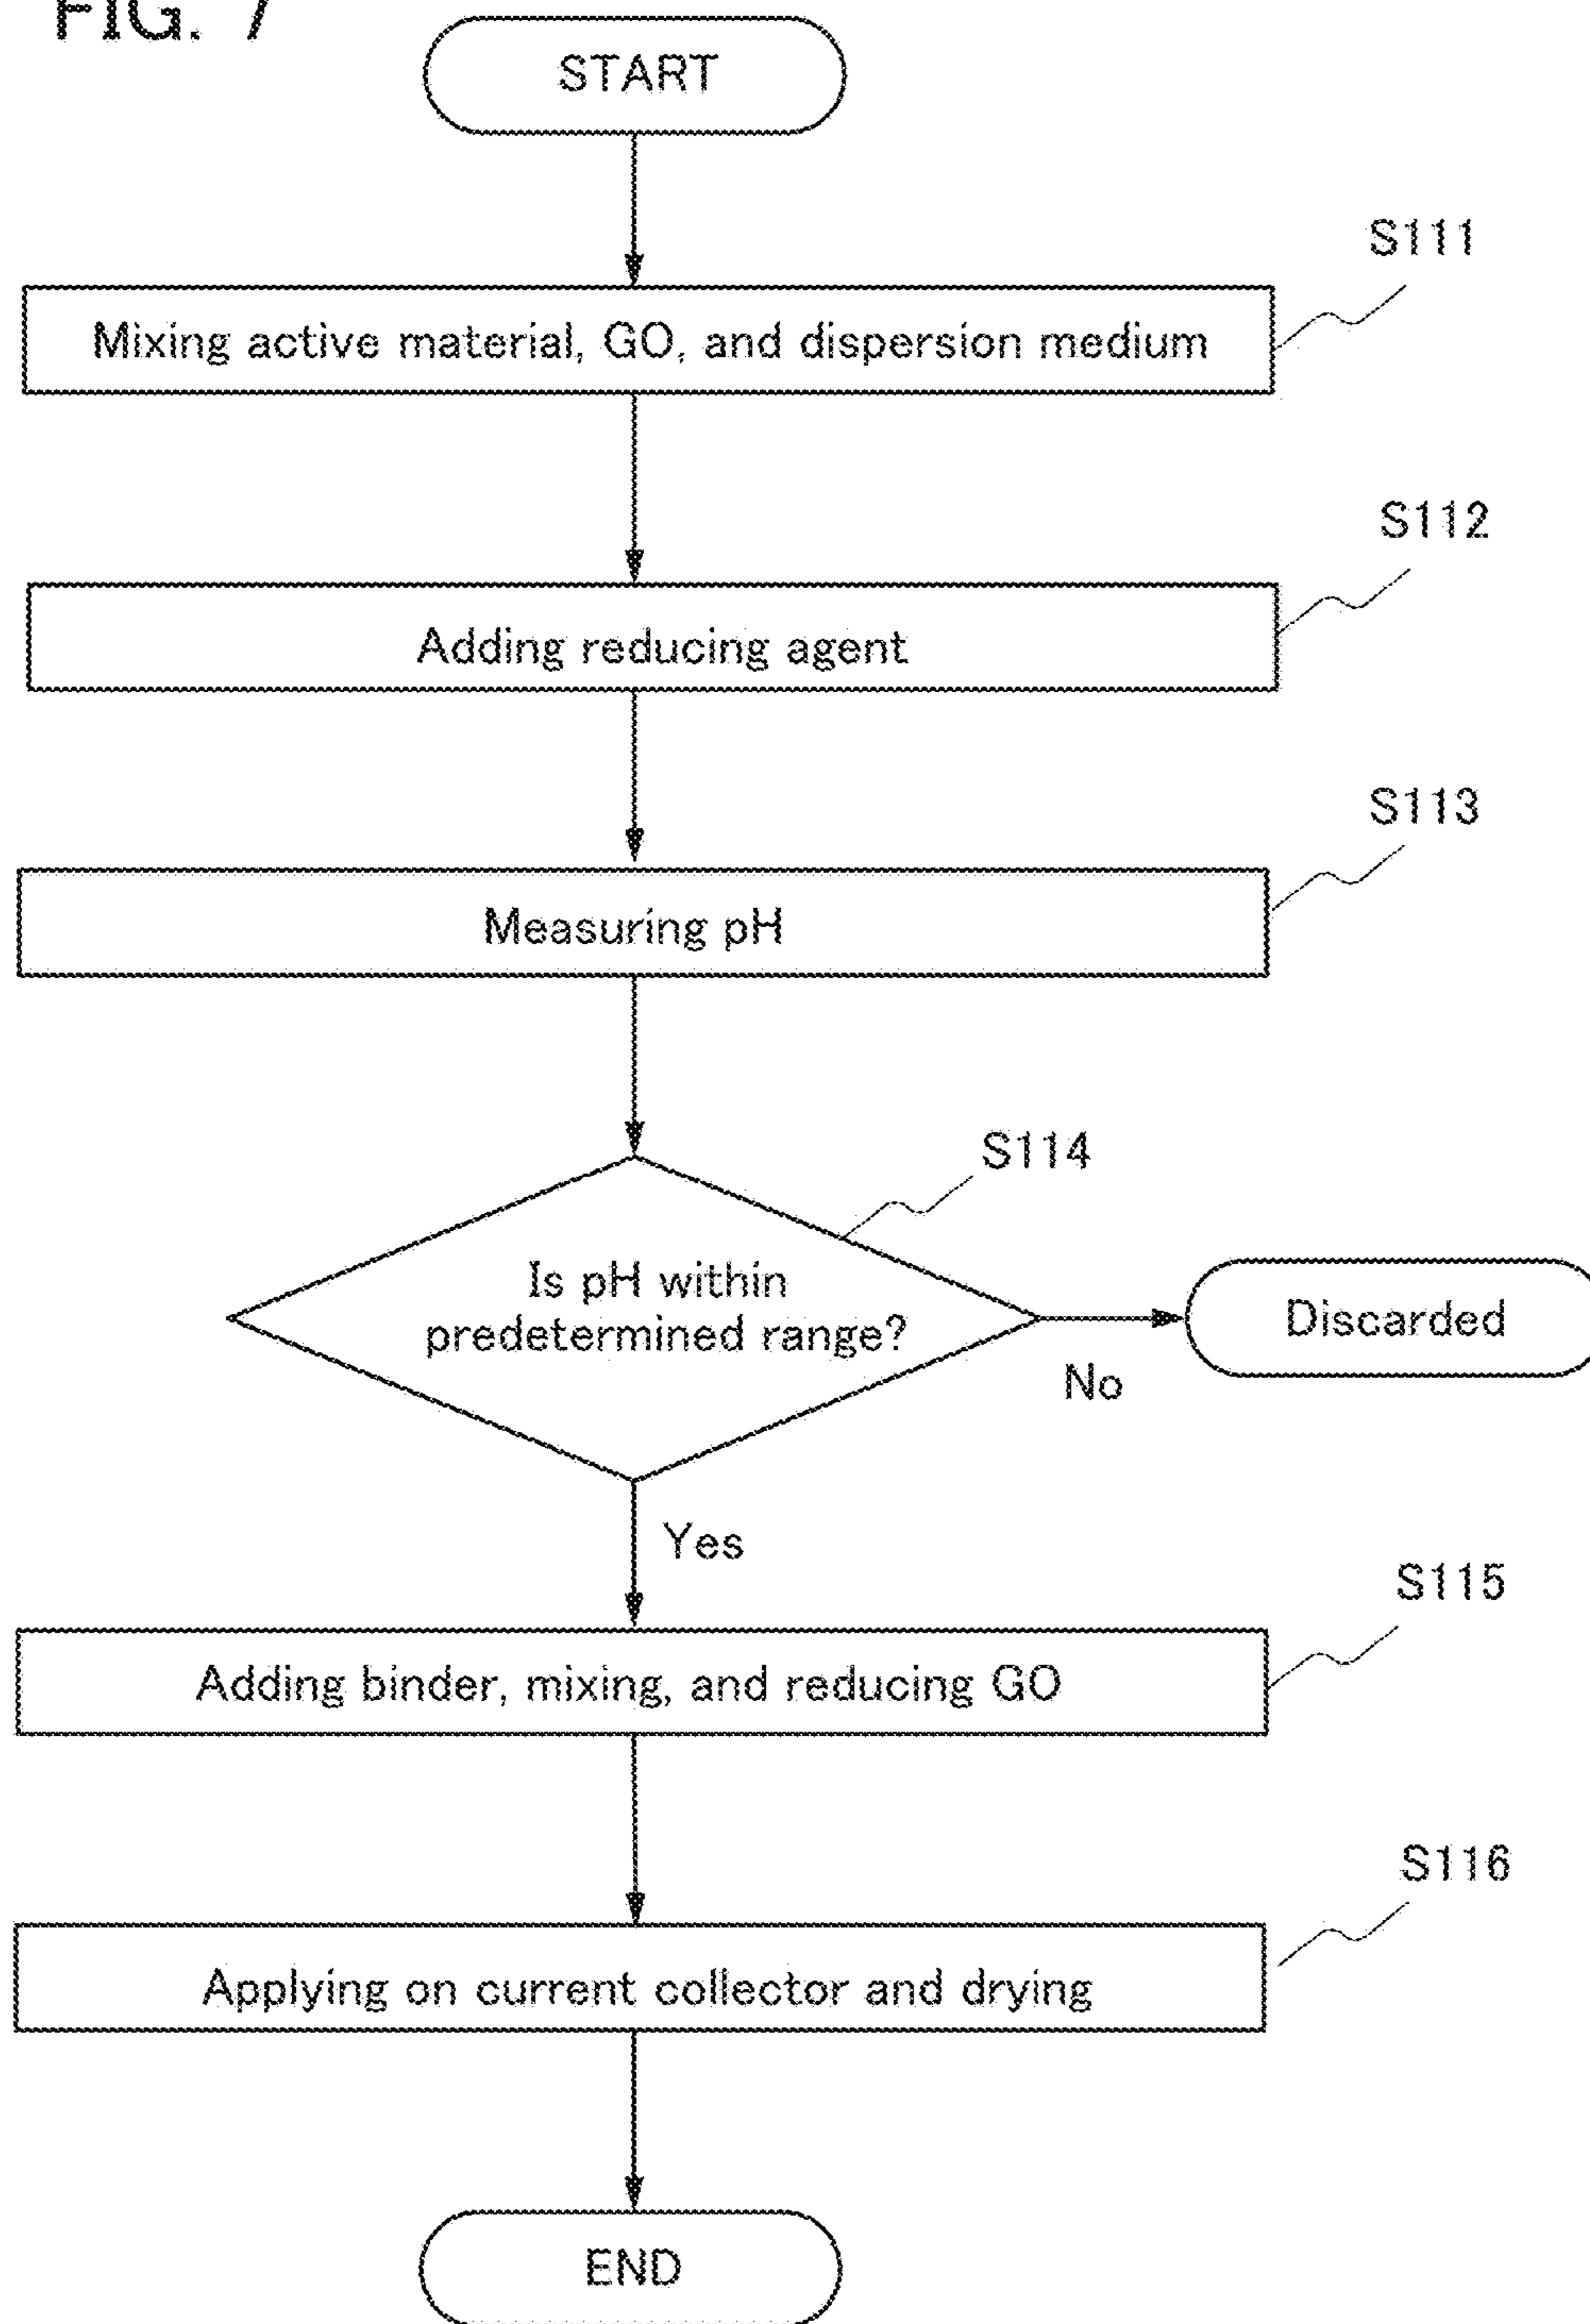 FIG. 7
START
S111
Mixing active material, GO, and dispersion medium
S112
Adding reducing agent
S113
Measuring pH
S114
Is pH within
predetermined range?
Discarded
No
Yes
S115
Adding binder, mixing, and reducing GO
S116
Applying on current collector and drying
END